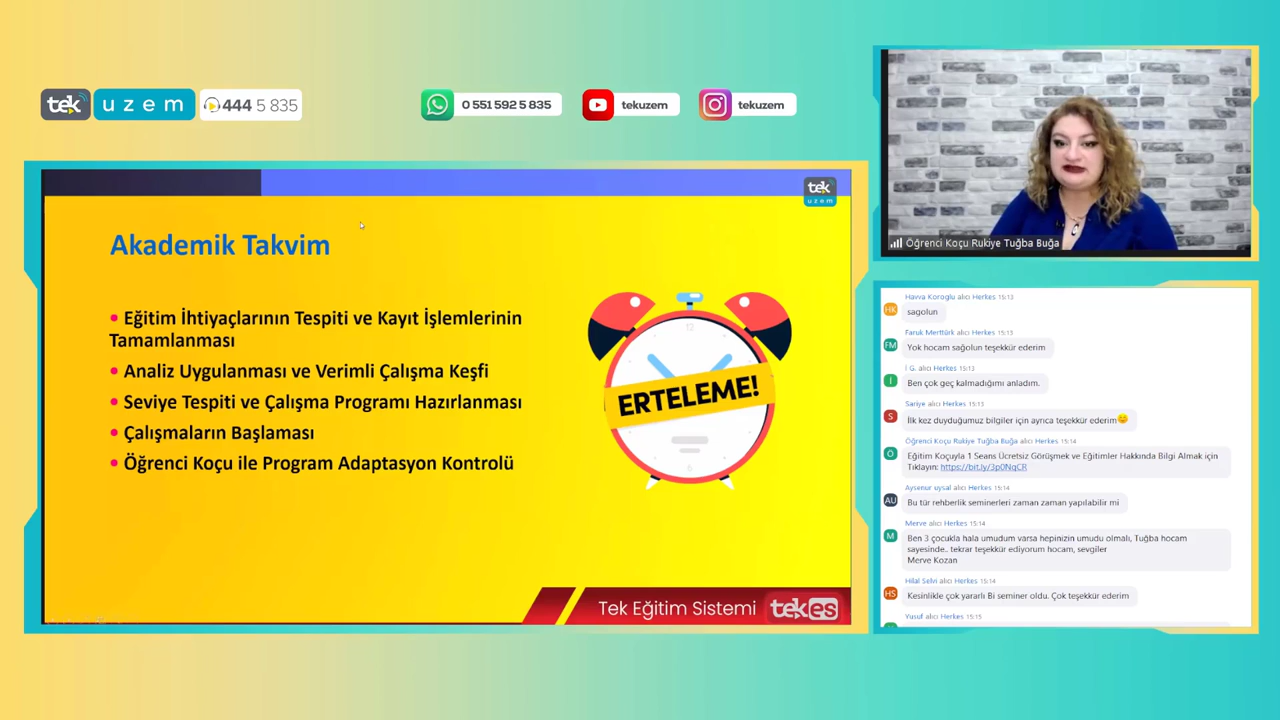 tek uzem 444 5 835
0 551 592 5 835
tekuzem
tekuzem
tek
uzem
Akademik Takvim
• Eğitim İhtiyaçlarının Tespiti ve Kayıt İşlemlerinin
Tamamlanması
• Analiz Uygulanması ve Verimli Çalışma Keşfi
• Seviye Tespiti ve Çalışma Programı Hazırlanması
• Çalışmaların Başlaması
• Öğrenci Koçu ile Program Adaptasyon Kontrolü
12
ERTELEME!
6
Tek Eğitim Sistemi tekes
Öğrenci Koçu Rukiye Tuğba Buğa
Havva Koroglu alıcı Herkes 15:13
HK
sagolun
Faruk Merttürk alıcı Herkes 15:13
FM
Yok hocam sağolun teşekkür ederim
İ G. alıcı Herkes 15:13
İ
Ben çok geç kalmadığımı anladım.
Sariye alıcı Herkes 15:13
S
İlk kez duyduğumuz bilgiler için ayrıca teşekkür ederim😊
Öğrenci Koçu Rukiye Tuğba Buğa alıcı Herkes 15:14
Ö
Eğitim Koçuyla 1 Seans Ücretsiz Görüşmek ve Eğitimler Hakkında Bilgi Almak için
Tıklayın: https://bit.ly/3p0NqCR
Aysenur uysal alıcı Herkes 15:14
AU
Bu tür rehberlik seminerleri zaman zaman yapılabilir mi
Merve alıcı Herkes 15:14
M
Ben 3 çocukla hala umudum varsa hepinizin umudu olmalı, Tuğba hocam
sayesinde.. tekrar teşekkür ediyorum hocam, sevgiler
Merve Kozan
Hilal Selvi alıcı Herkes 15:14
HS
Kesinlikle çok yararlı Bi seminer oldu. Çok teşekkür ederim
Yusuf alıcı Herkes 15:15